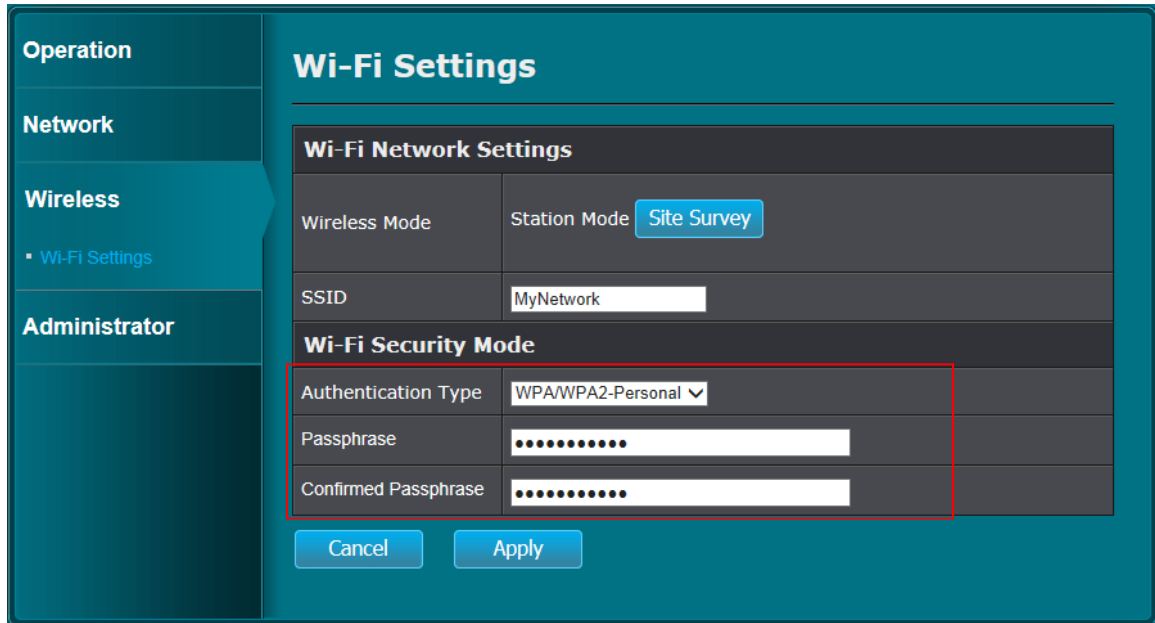 Operation
Network
Wireless
Wi-Fi Settings
Administrator
Wi-Fi Settings
Wi-Fi Network Settings
Wireless Mode Station Mode Site Survey
SSID MyNetwork
Wi-Fi Security Mode
Authentication Type WPA/WPA2-Personal
Passphrase •••••••••••
Confirmed Passphrase •••••••••••
Cancel Apply